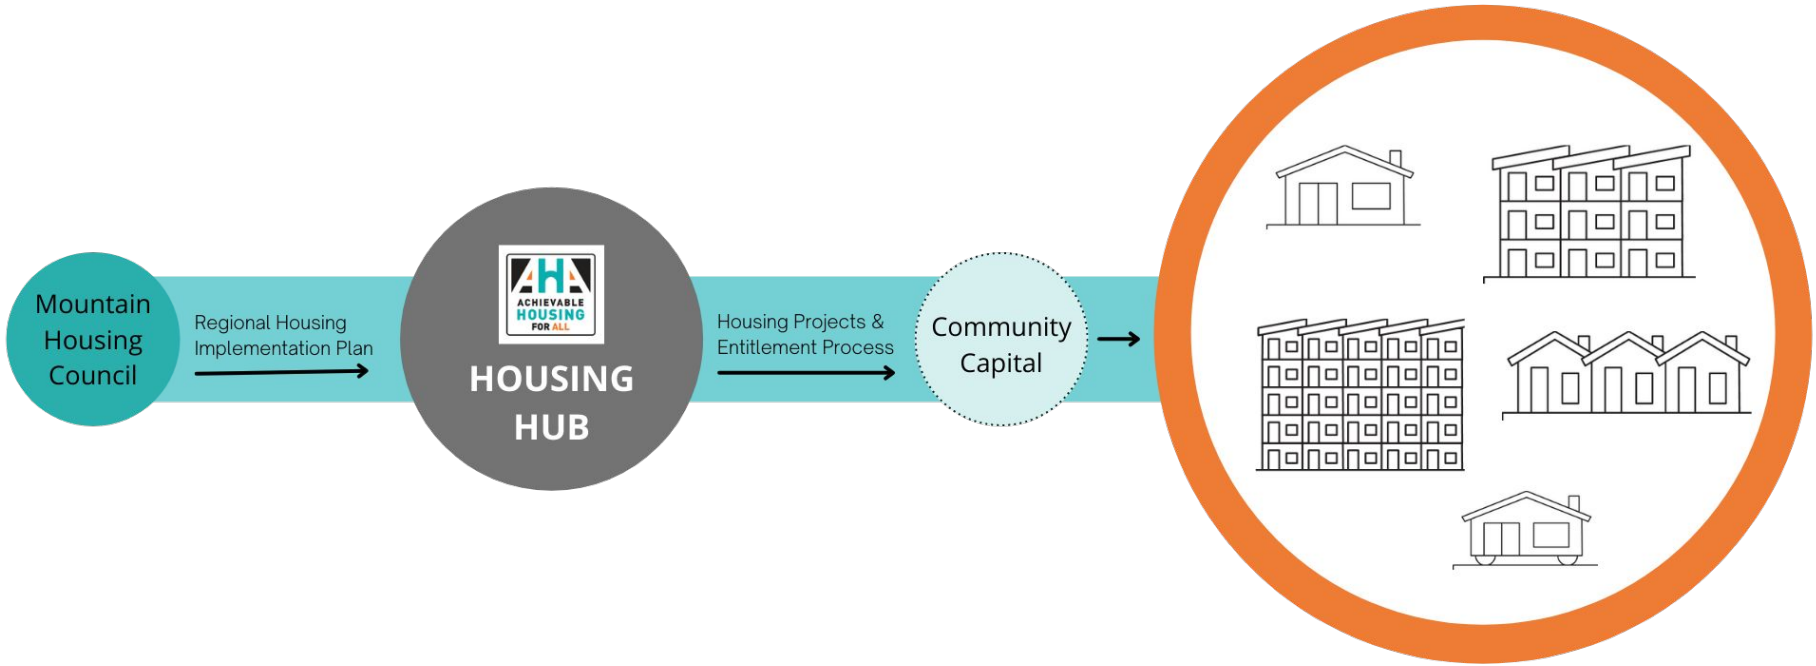 Mountain
Housing
Council
Regional Housing
Implementation Plan
AHA
ACHIEVABLE
HOUSING
FOR ALL
HOUSING
HUB
Housing Projects &
Entitlement Process
Community
Capital